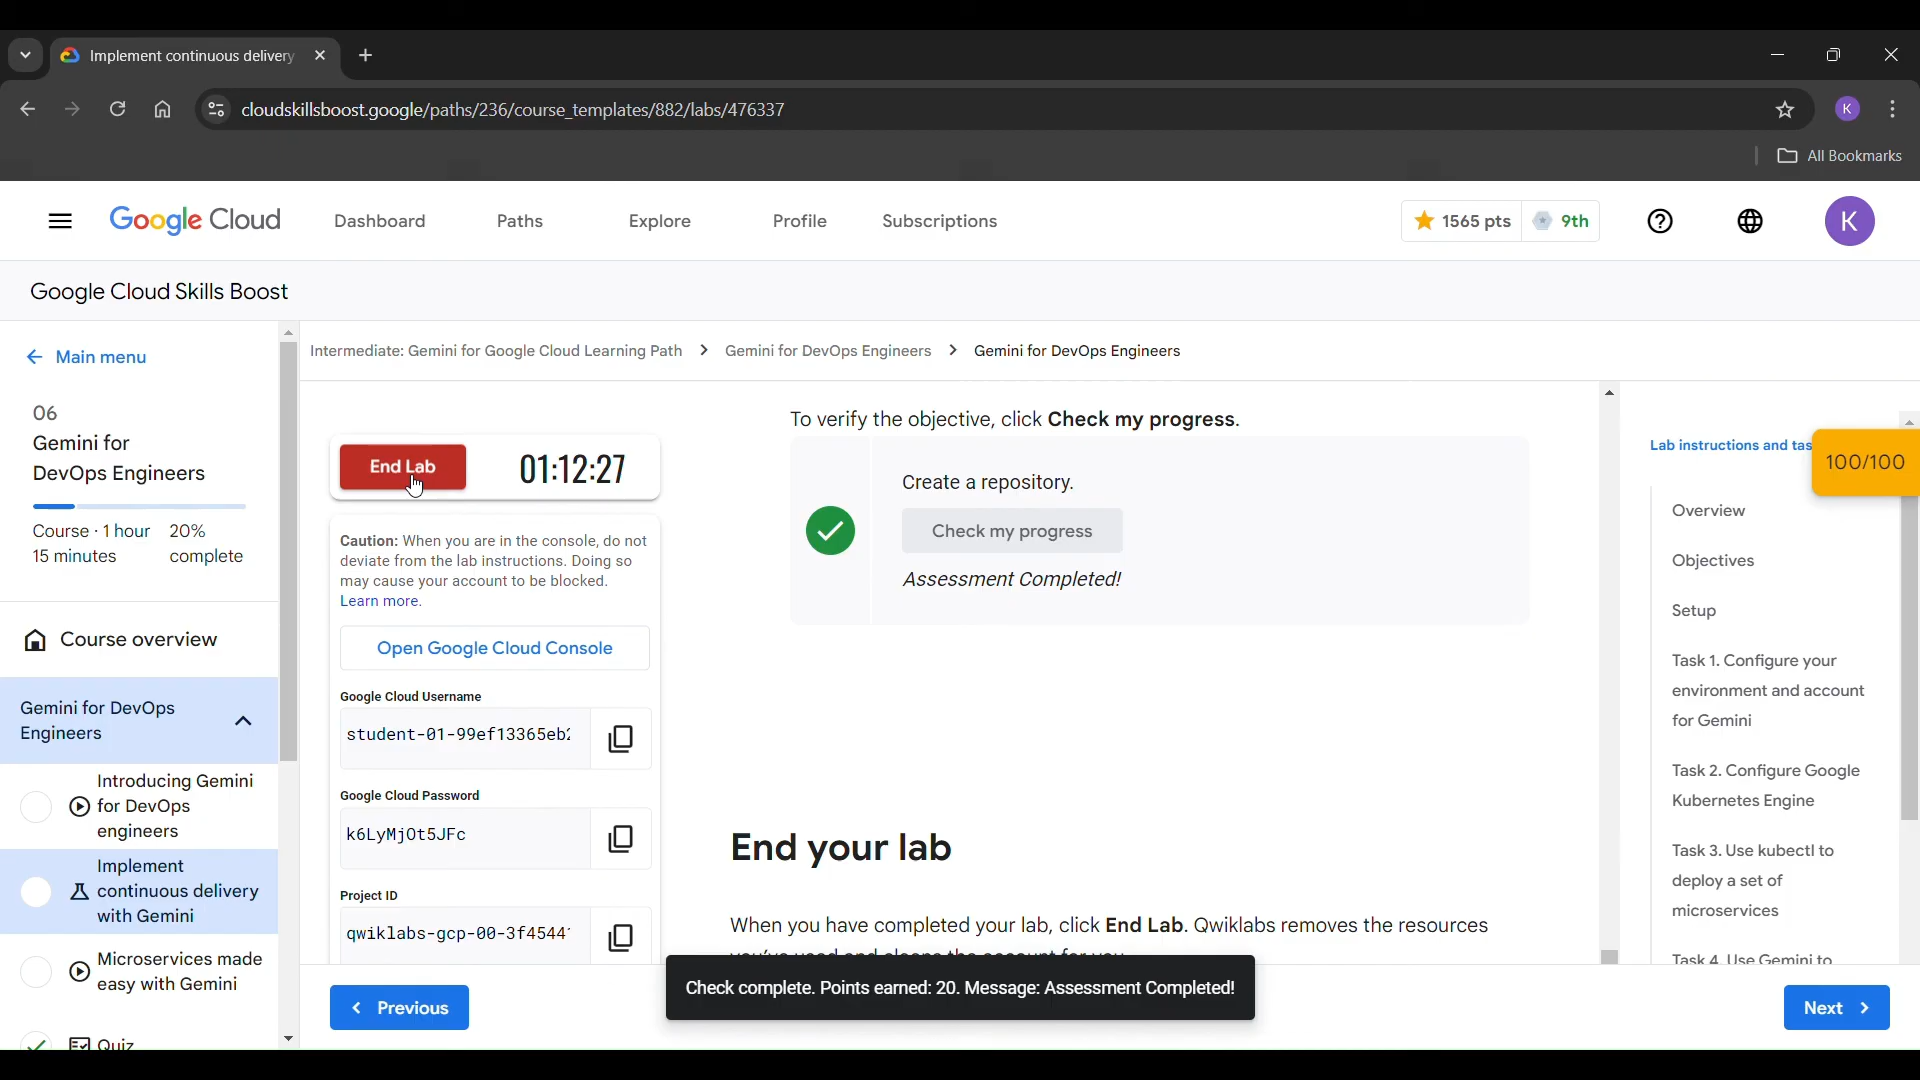 Implement continuous delivery
cloudskillsboost.google/paths/236/course_templates/882/labs/476337
K
All Bookmarks
Google Cloud
Dashboard
Paths
Explore
Profile
Subscriptions
1565 pts
9th
K
Google Cloud Skills Boost
Main menu
06
Gemini for
DevOps Engineers
Course · 1 hour
15 minutes
20%
complete
Course overview
Gemini for DevOps
Engineers
Introducing Gemini
for DevOps
engineers
Implement
continuous delivery
with Gemini
Microservices made
easy with Gemini
Quiz
Intermediate: Gemini for Google Cloud Learning Path > Gemini for DevOps Engineers > Gemini for DevOps Engineers
End Lab
01:12:27
Caution: When you are in the console, do not
deviate from the lab instructions. Doing so
may cause your account to be blocked.
Learn more.
Open Google Cloud Console
Google Cloud Username
student-01-99ef13365eb2
Google Cloud Password
k6LyMjOt5JFc
Project ID
qwiklabs-gcp-00-3f4544
Previous
To verify the objective, click Check my progress.
Create a repository.
Check my progress
Assessment Completed!
End your lab
When you have completed your lab, click End Lab. Qwiklabs removes the resources
you've used and cleans the account for you.
Check complete. Points earned: 20. Message: Assessment Completed!
Lab instructions and tas
100/100
Overview
Objectives
Setup
Task 1. Configure your
environment and account
for Gemini
Task 2. Configure Google
Kubernetes Engine
Task 3. Use kubectl to
deploy a set of
microservices
Task 4. Use Gemini to
Next